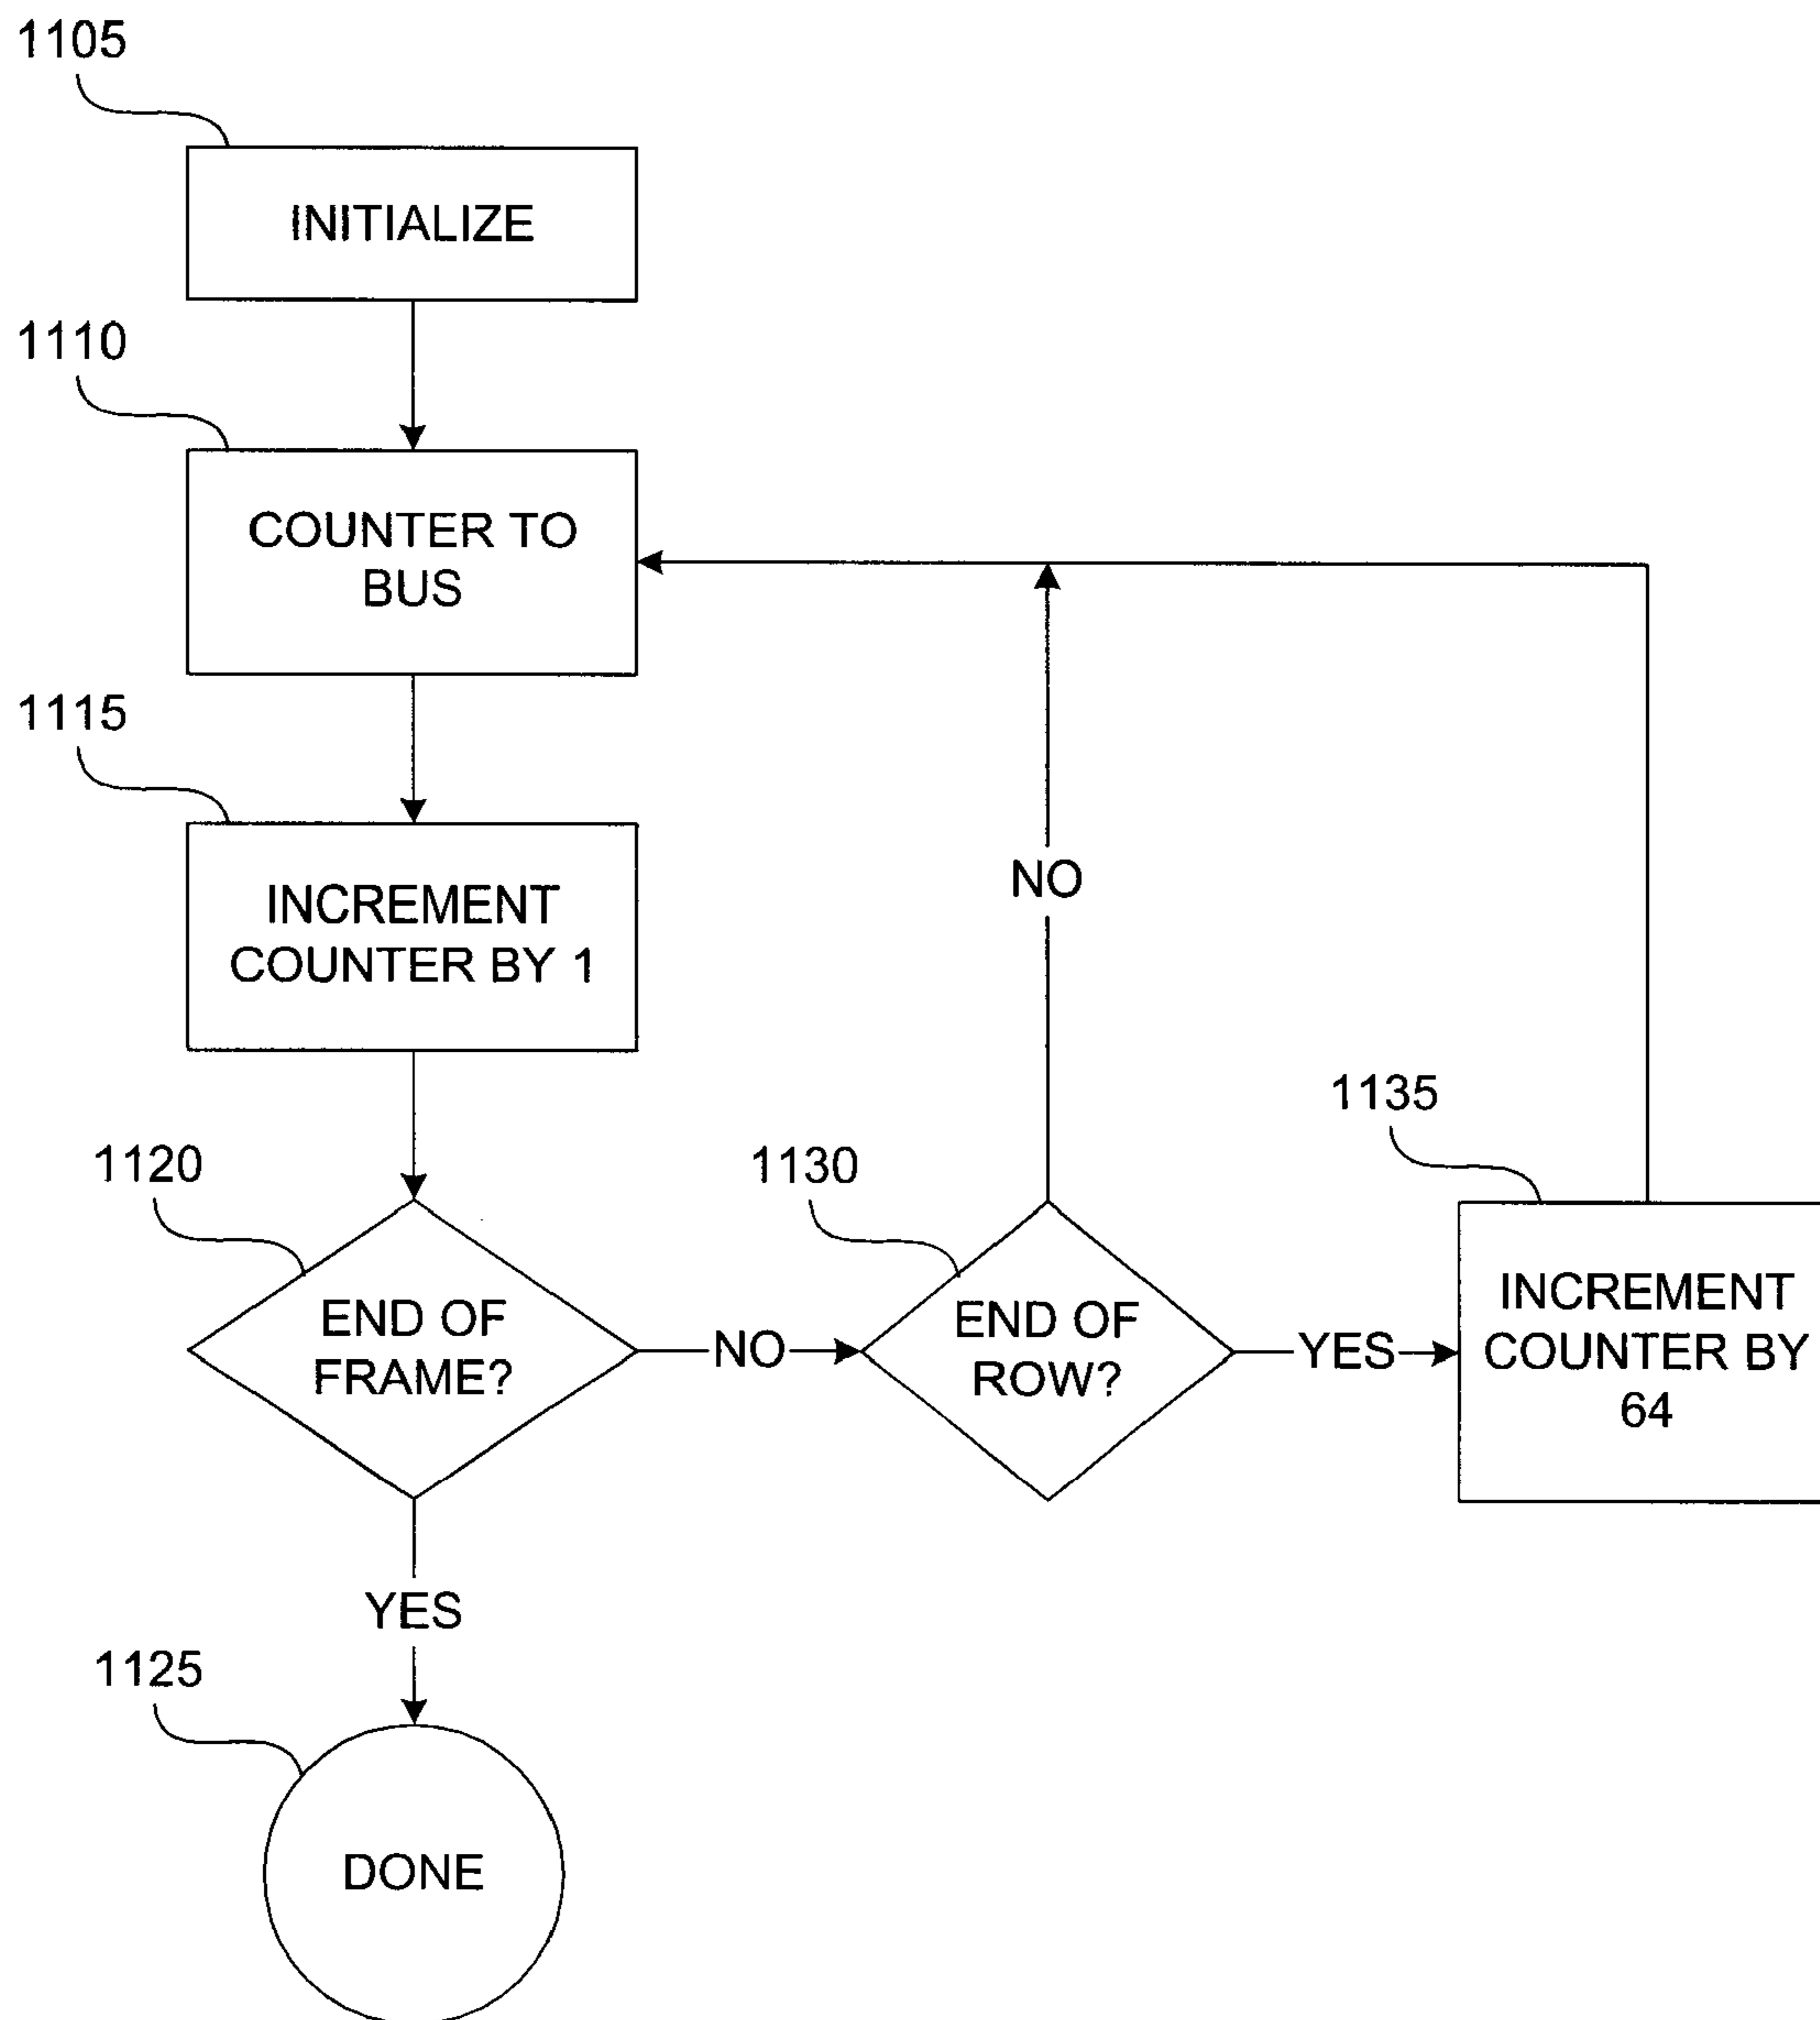 1105
INITIALIZE
1110
COUNTER TO
BUS
1115
INCREMENT
COUNTER BY 1
NO
1120
END OF
FRAME?
NO
1130
END OF
ROW?
YES
1135
INCREMENT
COUNTER BY
64
YES
1125
DONE